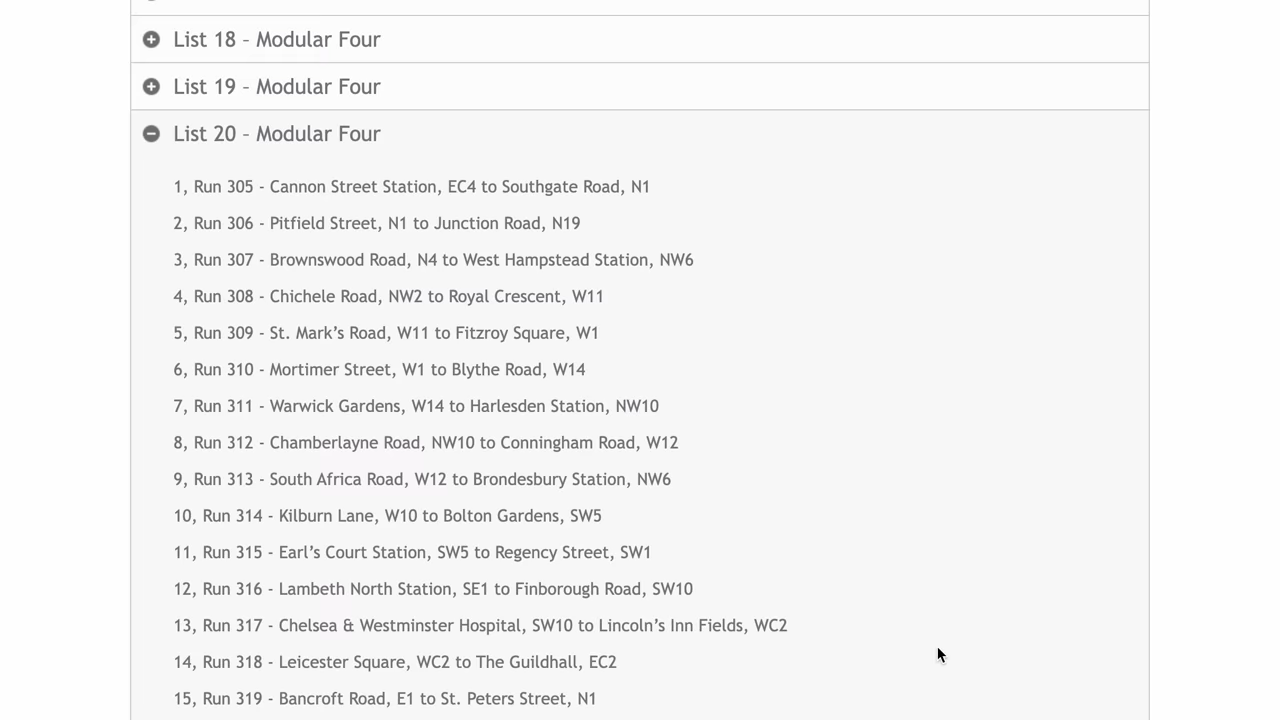 List 18 - Modular Four
List 19 - Modular Four
List 20 - Modular Four
1, Run 305 - Cannon Street Station, EC4 to Southgate Road, N1
2, Run 306 - Pitfield Street, N1 to Junction Road, N19
3, Run 307 - Brownswood Road, N4 to West Hampstead Station, NW6
4, Run 308 - Chichele Road, NW2 to Royal Crescent, W11
5, Run 309 - St. Mark’s Road, W11 to Fitzroy Square, W1
6, Run 310 - Mortimer Street, W1 to Blythe Road, W14
7, Run 311 - Warwick Gardens, W14 to Harlesden Station, NW10
8, Run 312 - Chamberlayne Road, NW10 to Conningham Road, W12
9, Run 313 - South Africa Road, W12 to Brondesbury Station, NW6
10, Run 314 - Kilburn Lane, W10 to Bolton Gardens, SW5
11, Run 315 - Earl’s Court Station, SW5 to Regency Street, SW1
12, Run 316 - Lambeth North Station, SE1 to Finborough Road, SW10
13, Run 317 - Chelsea & Westminster Hospital, SW10 to Lincoln’s Inn Fields, WC2
14, Run 318 - Leicester Square, WC2 to The Guildhall, EC2
15, Run 319 - Bancroft Road, E1 to St. Peters Street, N1